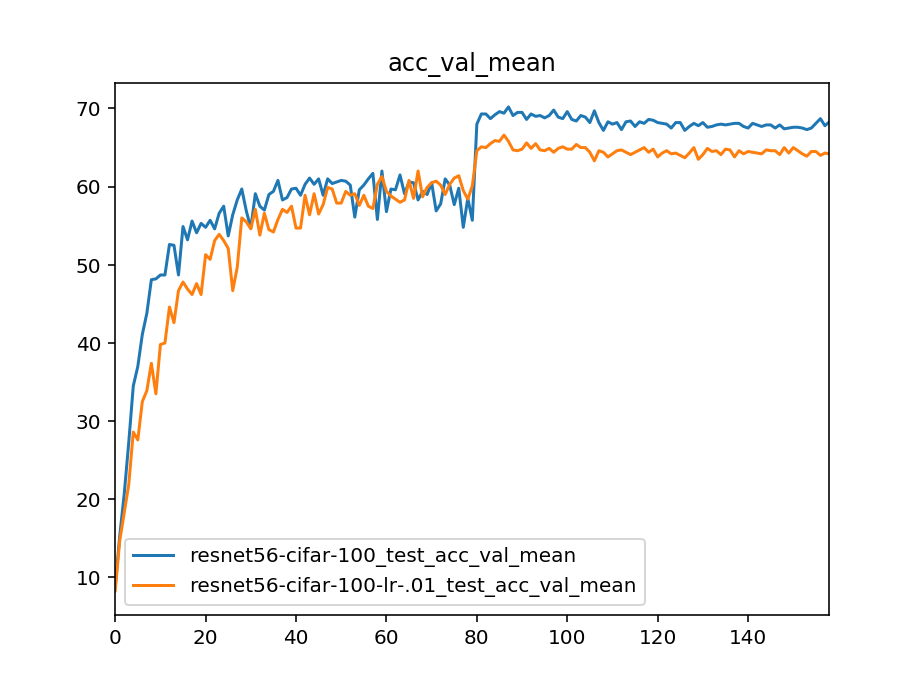 acc_val_mean
70
60
50
40
30
20
10
resnet56-cifar-100_test_acc_val_mean
resnet56-cifar-100-lr-.01_test_acc_val_mean
0 20 40 60 80 100 120 140